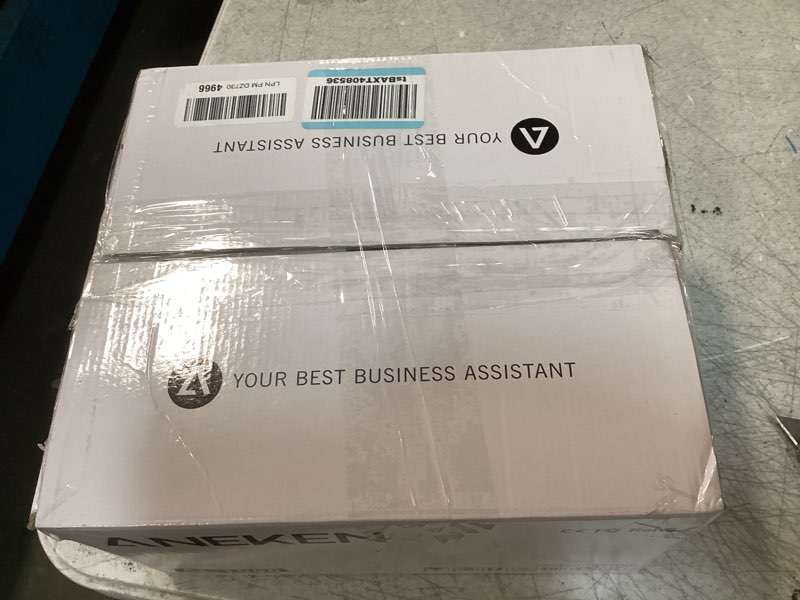 LPN PM DZ730
4966
tsBAXT408536
YOUR BEST BUSINESS ASSISTANT
YOUR BEST BUSINESS ASSISTANT
ANEKEN